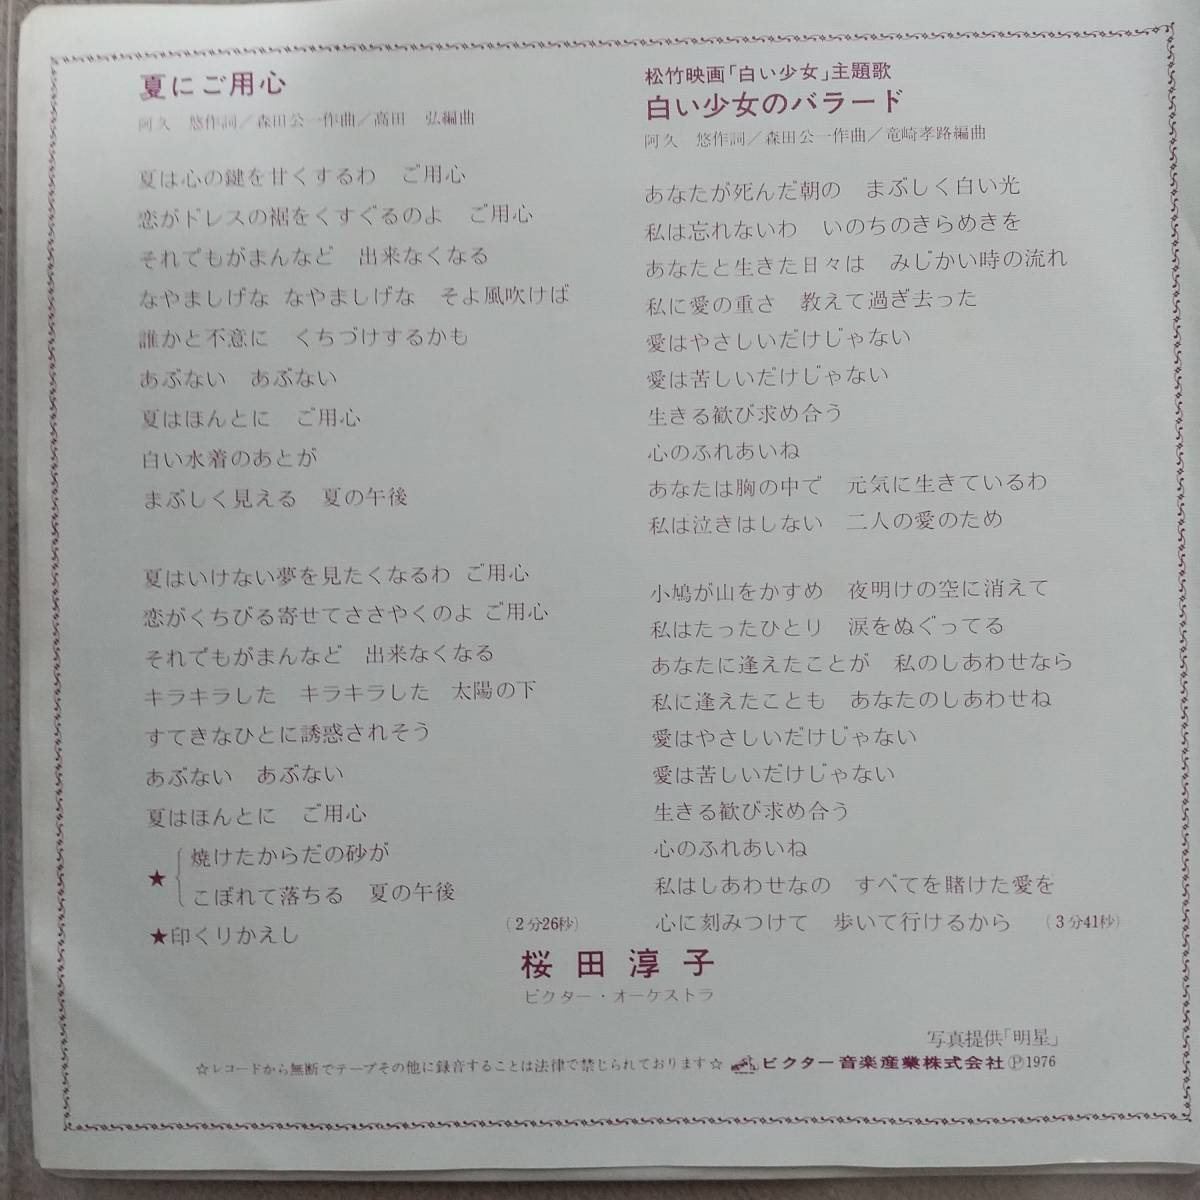 夏にご用心
阿久　悠作詞／森田公一作曲／高田　弘編曲
夏は心の鍵を甘くするわ　ご用心
恋がドレスの裾をくすぐるのよ　ご用心
それでもがまんなど　出来なくなる
なやましげな なやましげな　そよ風吹けば
誰かと不意に　くちづけするかも
あぶない　あぶない
夏はほんとに　ご用心
白い水着のあとが
まぶしく見える　夏の午後
夏はいけない夢を見たくなるわ ご用心
恋がくちびる寄せてささやくのよ ご用心
それでもがまんなど　出来なくなる
キラキラした　キラキラした　太陽の下
すてきなひとに誘惑されそう
あぶない　あぶない
夏はほんとに　ご用心
★焼けたからだの砂が
こぼれて落ちる　夏の午後
（2分26秒）
★印くりかえし
松竹映画「白い少女」主題歌
白い少女のバラード
阿久　悠作詞／森田公一作曲／竜崎孝路編曲
あなたが死んだ朝の　まぶしく白い光
私は忘れないわ　いのちのきらめきを
あなたと生きた日々は　みじかい時の流れ
私に愛の重さ　教えて過ぎ去った
愛はやさしいだけじゃない
愛は苦しいだけじゃない
生きる歓び求め合う
心のふれあいね
あなたは胸の中で　元気に生きているわ
私は泣きはしない　二人の愛のため
小鳩が山をかすめ　夜明けの空に消えて
私はたったひとり　涙をぬぐってる
あなたに逢えたことが　私のしあわせなら
私に逢えたことも　あなたのしあわせね
愛はやさしいだけじゃない
愛は苦しいだけじゃない
生きる歓び求め合う
心のふれあいね
私はしあわせなの　すべてを賭けた愛を
心に刻みつけて　歩いて行けるから　（3分41秒）
桜田淳子
ビクター・オーケストラ
写真提供「明星」
☆レコードから無断でテープその他に録音することは法律で禁じられております☆ ビクター音楽産業株式会社 Ⓟ1976